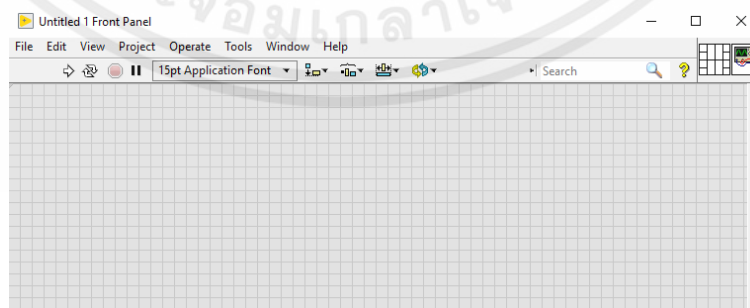 Untitled 1 Front Panel
File Edit View Project Operate Tools Window Help
15pt Application Font
Search